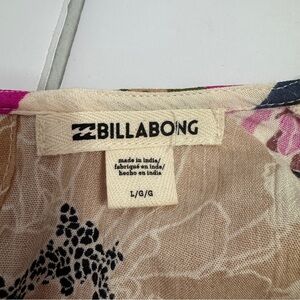 BILLABONG
made in india/
fabriqué en inde/
hecho en india
L/G/G